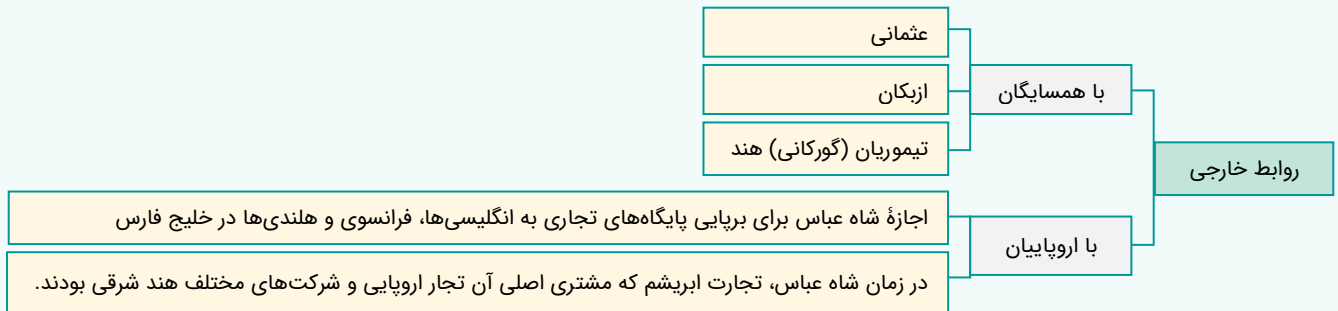 روابط خارجی
با همسایگان
عثمانی
ازبکان
تیموریان (گورکانی) هند
با اروپاییان
اجازۀ شاه عباس برای برپایی پایگاه‌های تجاری به انگلیسی‌ها، فرانسوی و هلندی‌ها در خلیج فارس
در زمان شاه عباس، تجارت ابریشم که مشتری اصلی آن تجار اروپایی و شرکت‌های مختلف هند شرقی بودند.